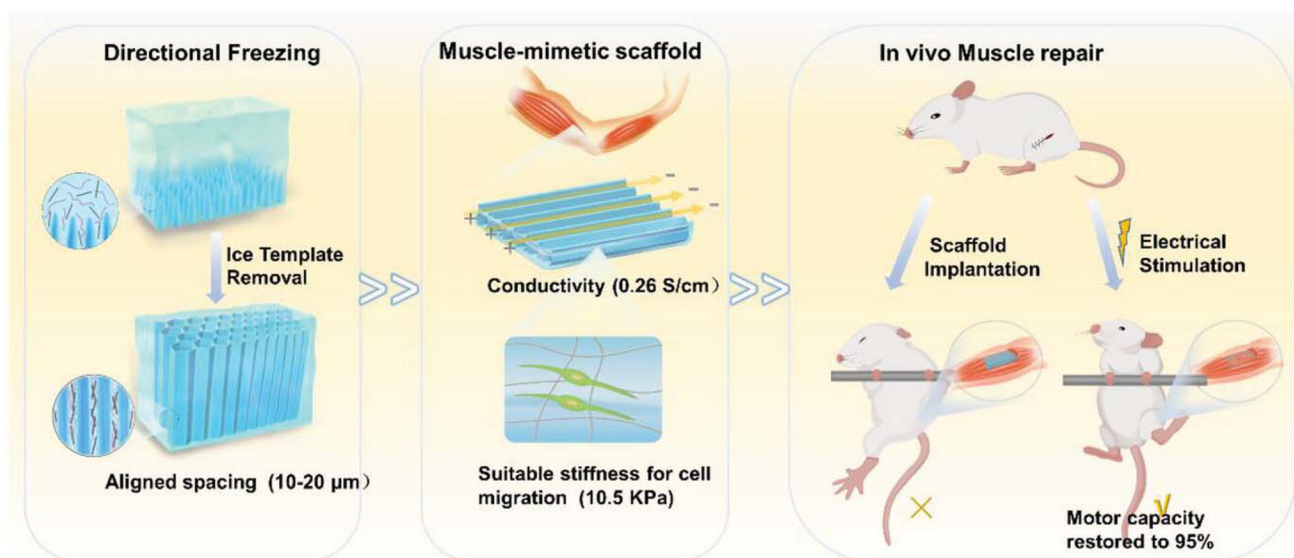 Directional Freezing
Ice Template
Removal
Aligned spacing (10-20 μm）
Muscle-mimetic scaffold
+ + +
- - -
Conductivity (0.26 S/cm）
Suitable stiffness for cell
migration (10.5 KPa)
In vivo Muscle repair
Scaffold
Implantation
Electrical
Stimulation
×
√
Motor capacity
restored to 95%